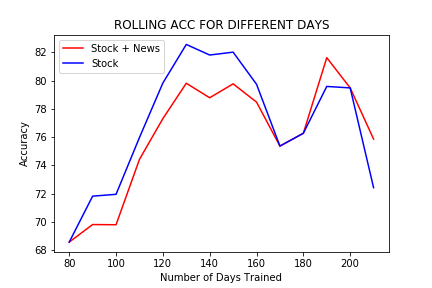 ROLLING ACC FOR DIFFERENT DAYS
Stock + News
Stock
82
80
78
76
74
72
70
68
Accuracy
80 100 120 140 160 180 200
Number of Days Trained